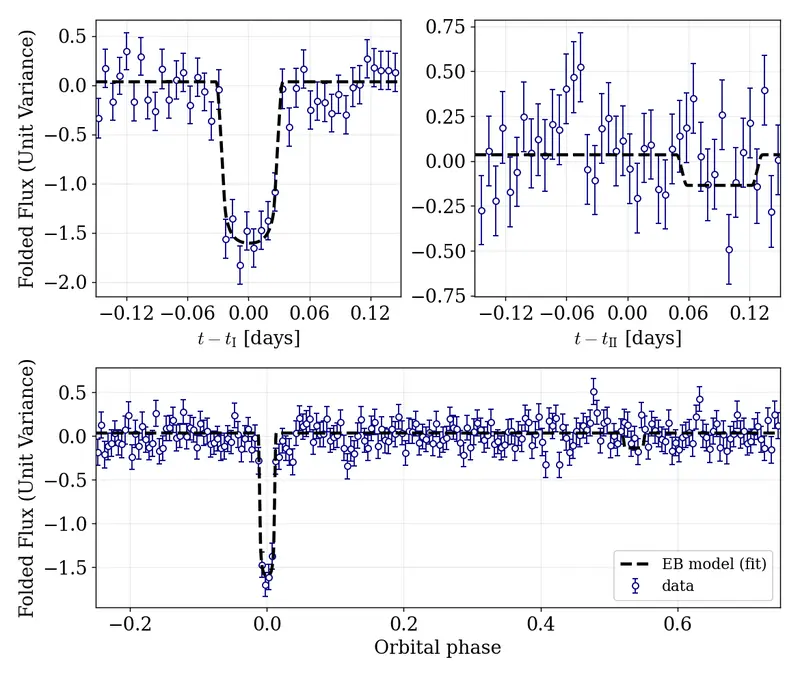 Folded Flux (Unit Variance)
0.5
0.0
−0.5
−1.0
−1.5
−2.0
−0.12 −0.06 0.00 0.06 0.12
t − tI [days]
0.75
0.50
0.25
0.00
−0.25
−0.50
−0.75
−0.12 −0.06 0.00 0.06 0.12
t − tII [days]
Folded Flux (Unit Variance)
0.5
0.0
−0.5
−1.0
−1.5
EB model (fit)
data
−0.2 0.0 0.2 0.4 0.6
Orbital phase